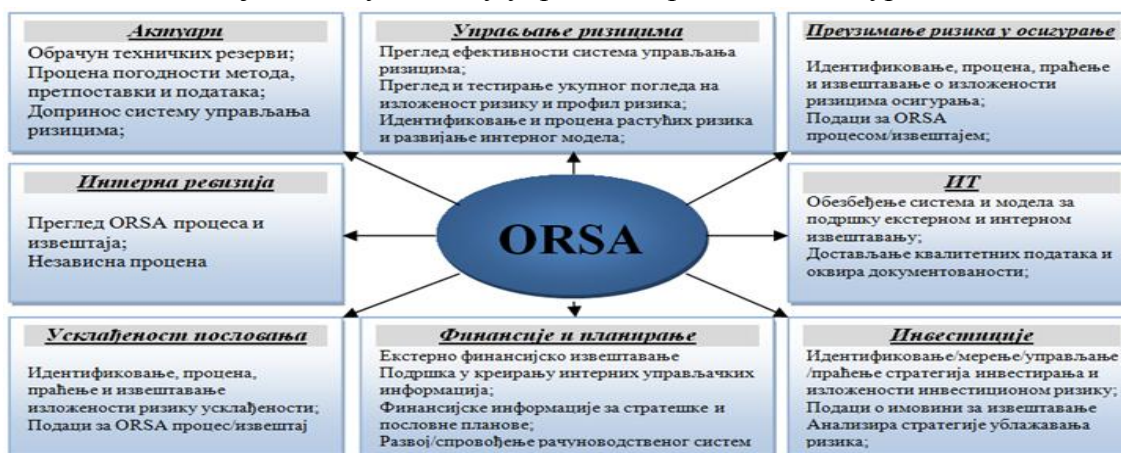 Актуари
Обрачун техничких резерви;
Процена погодности метода,
претпоставки и података;
Допринос систему управљања
ризицима;
Управљање ризицима
Преглед ефективности система управљања
ризицима;
Преглед и тестирање укупног погледа на
изложеност ризику и профил ризика;
Идентификовање и процена растућих ризика
и развијање интерног модела;
Преузимање ризика у осигурање
Идентификовање, процена, праћење
и извештавање о изложености
ризицима осигурања;
Подаци за ORSA
процесом/извештајем;
Интерна ревизија
Преглед ORSA процеса и
извештаја;
Независна процена
ORSA
ИТ
Обезбеђење система и модела за
подршку екстерном и интерном
извештавању;
Достављање квалитетних података и
оквира документованости;
Усклађеност пословања
Идентификовање, процена,
праћење и извештавање
изложености ризику усклађености;
Подаци за ORSA процес/извештај
Финансије и планирање
Екстерно финансијско извештавање
Подршка у креирању интерних управљачких
информација;
Финансијске информације за стратешке и
пословне планове;
Развој/спровођење рачуноводственог систем
Инвестиције
Идентификовање/мерење/управљање
/праћење стратегија инвестирања и
изложености инвестиционом ризику;
Подаци о имовини за извештавање
Анализира стратегије ублажавања
ризика;